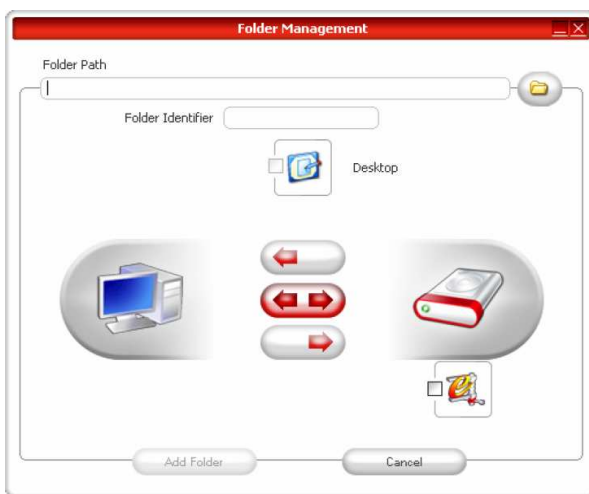 Folder Management
Folder Path
Folder Identifier
Desktop
Add Folder
Cancel